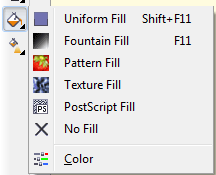 Uniform Fill Shift+F11
Fountain Fill F11
Pattern Fill
Texture Fill
PostScript Fill
No Fill
Color